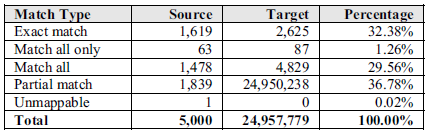 Match Type Source Target Percentage
Exact match 1,619 2,625 32.38%
Match all only 63 87 1.26%
Match all 1,478 4,829 29.56%
Partial match 1,839 24,950,238 36.78%
Unmappable 1 0 0.02%
Total 5,000 24,957,779 100.00%